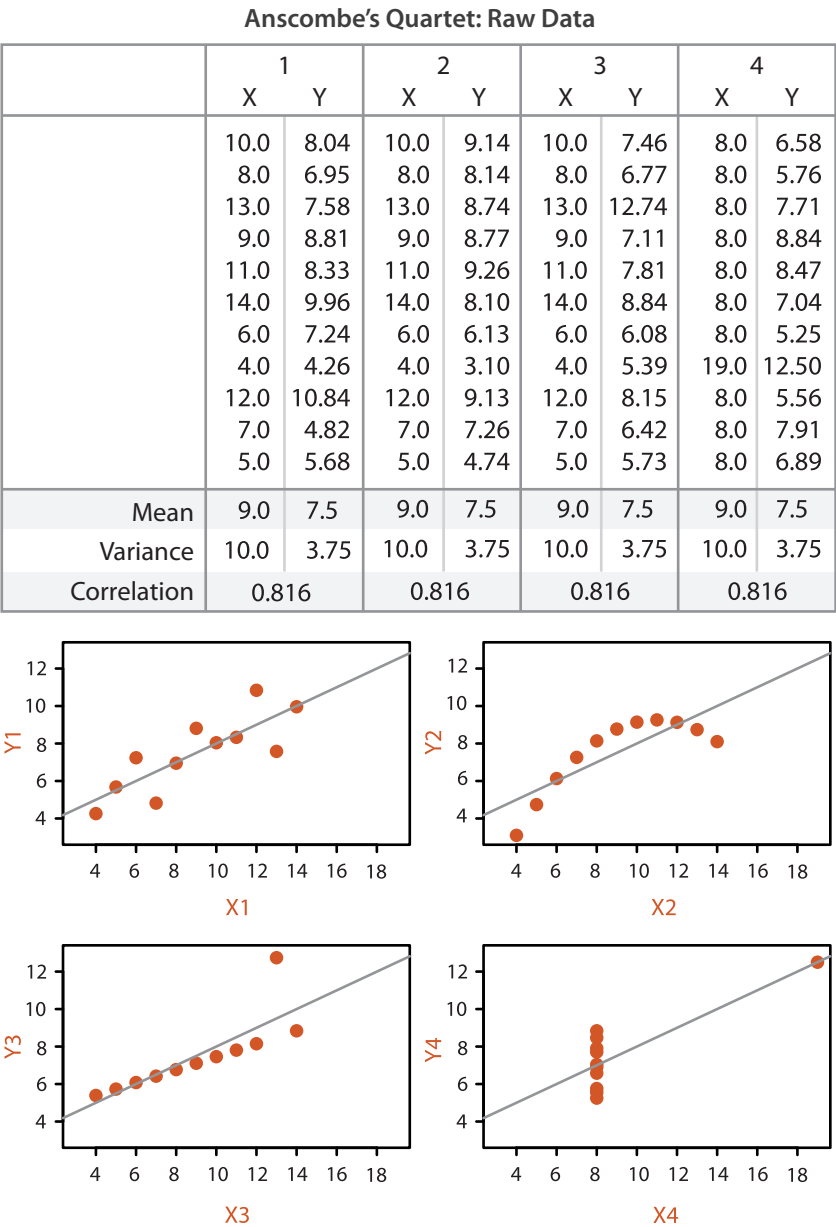 Anscombe's Quartet: Raw Data
1 2 3 4
X Y X Y X Y X Y
10.0 8.04 10.0 9.14 10.0 7.46 8.0 6.58
8.0 6.95 8.0 8.14 8.0 6.77 8.0 5.76
13.0 7.58 13.0 8.74 13.0 12.74 8.0 7.71
9.0 8.81 9.0 8.77 9.0 7.11 8.0 8.84
11.0 8.33 11.0 9.26 11.0 7.81 8.0 8.47
14.0 9.96 14.0 8.10 14.0 8.84 8.0 7.04
6.0 7.24 6.0 6.13 6.0 6.08 8.0 5.25
4.0 4.26 4.0 3.10 4.0 5.39 19.0 12.50
12.0 10.84 12.0 9.13 12.0 8.15 8.0 5.56
7.0 4.82 7.0 7.26 7.0 6.42 8.0 7.91
5.0 5.68 5.0 4.74 5.0 5.73 8.0 6.89
Mean 9.0 7.5 9.0 7.5 9.0 7.5 9.0 7.5
Variance 10.0 3.75 10.0 3.75 10.0 3.75 10.0 3.75
Correlation 0.816 0.816 0.816 0.816
12
10
8
6
4
Y1
4 6 8 10 12 14 16 18
X1
12
10
8
6
4
Y2
4 6 8 10 12 14 16 18
X2
12
10
8
6
4
Y3
4 6 8 10 12 14 16 18
X3
12
10
8
6
4
Y4
4 6 8 10 12 14 16 18
X4